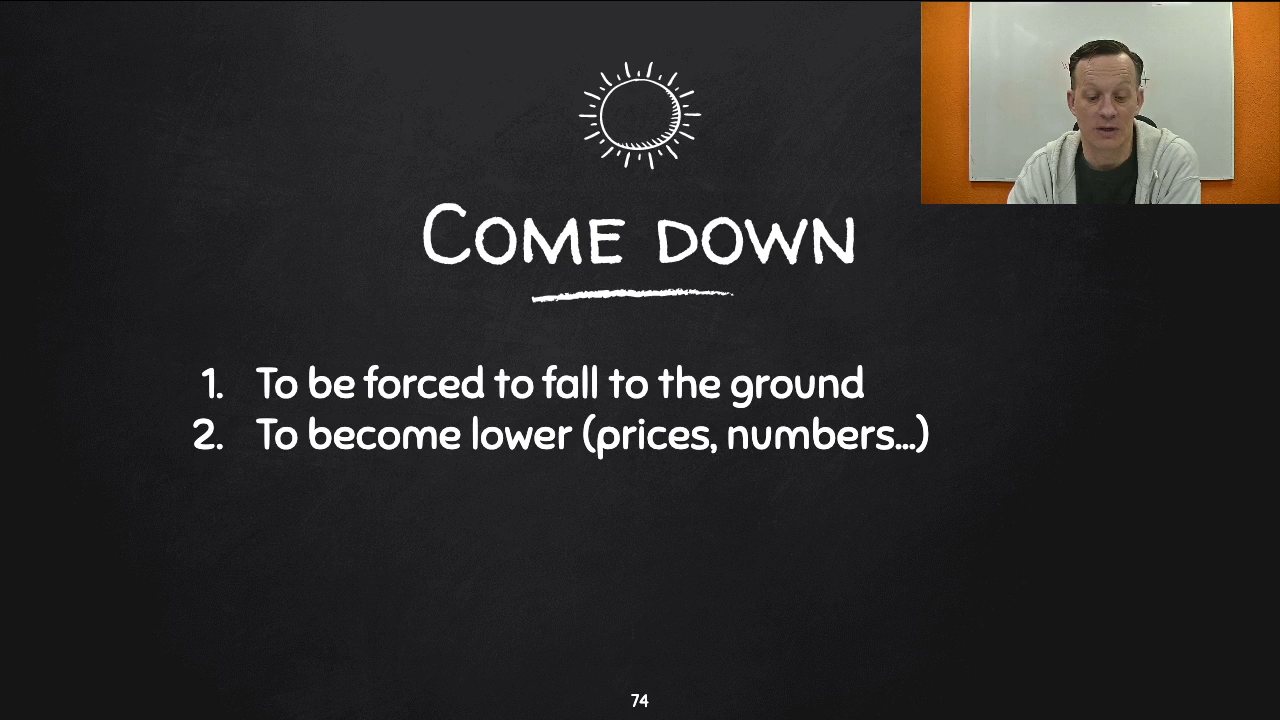 Come down
1. To be forced to fall to the ground
2. To become lower (prices, numbers...)
74